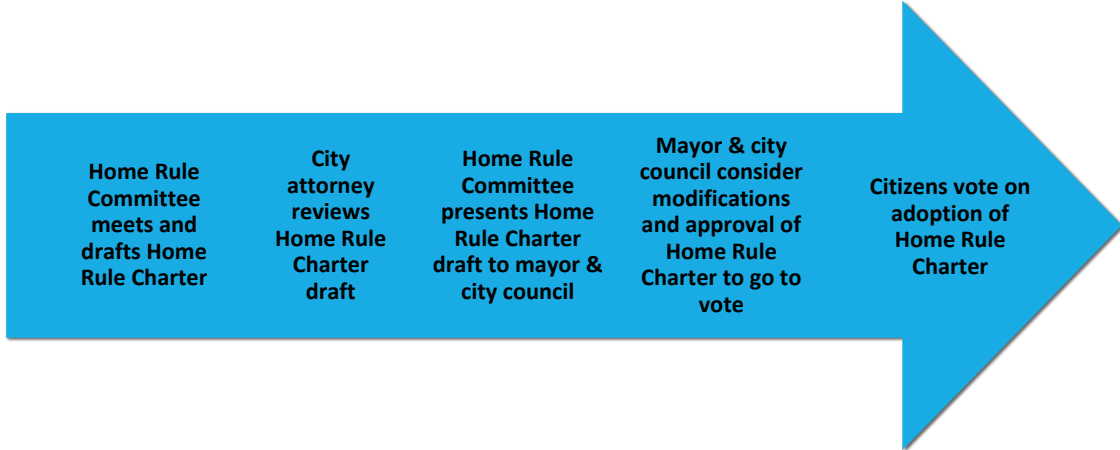 Home Rule
Committee
meets and
drafts Home
Rule Charter
City
attorney
reviews
Home Rule
Charter
draft
Home Rule
Committee
presents Home
Rule Charter
draft to mayor &
city council
Mayor & city
council consider
modifications
and approval of
Home Rule
Charter to go to
vote
Citizens vote on
adoption of
Home Rule
Charter